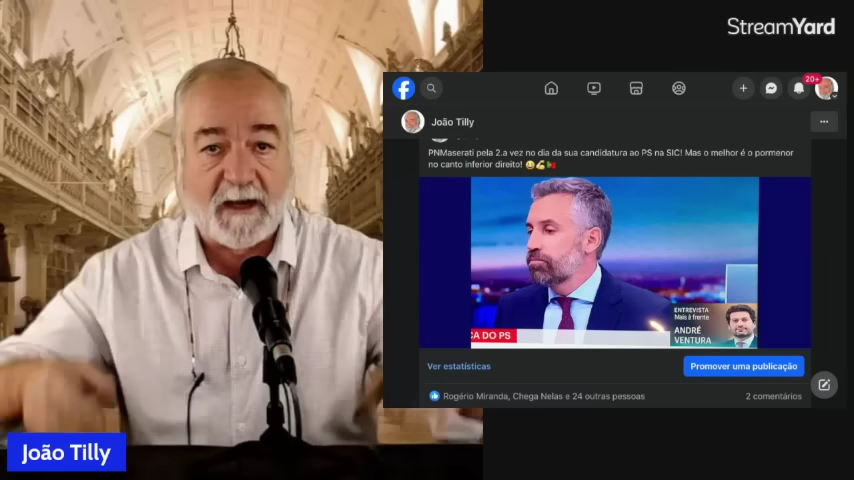 StreamYard
20+
João Tilly
PNMaserati pela 2.a vez no dia da sua candidatura ao PS na SIC! Mas o melhor é o pormenor
no canto inferior direito!
ENTREVISTA
Mais à frente
ANDRÉ
VENTURA
CA DO PS
Ver estatísticas
Promover uma publicação
Rogério Miranda, Chega Nelas e 24 outras pessoas
2 comentários
João Tilly